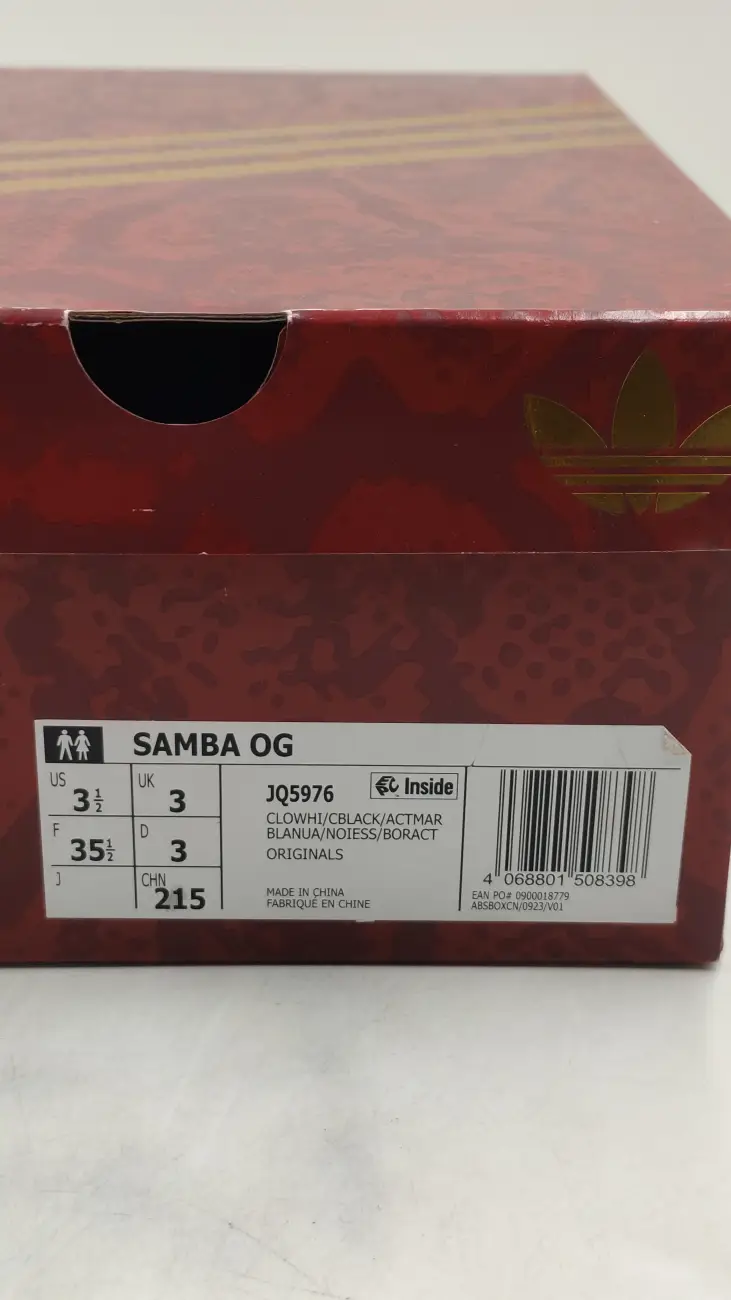 SAMBA OG
US 3½
UK 3
F 35½
D 3
J
CHN 215
JQ5976
Inside
CLOWHI/CBLACK/ACTMAR
BLANUA/NOIESS/BORACT
ORIGINALS
MADE IN CHINA
FABRIQUÉ EN CHINE
4 068801 508398
EAN PO# 0900018779
ABSBOXCN/0923/V01